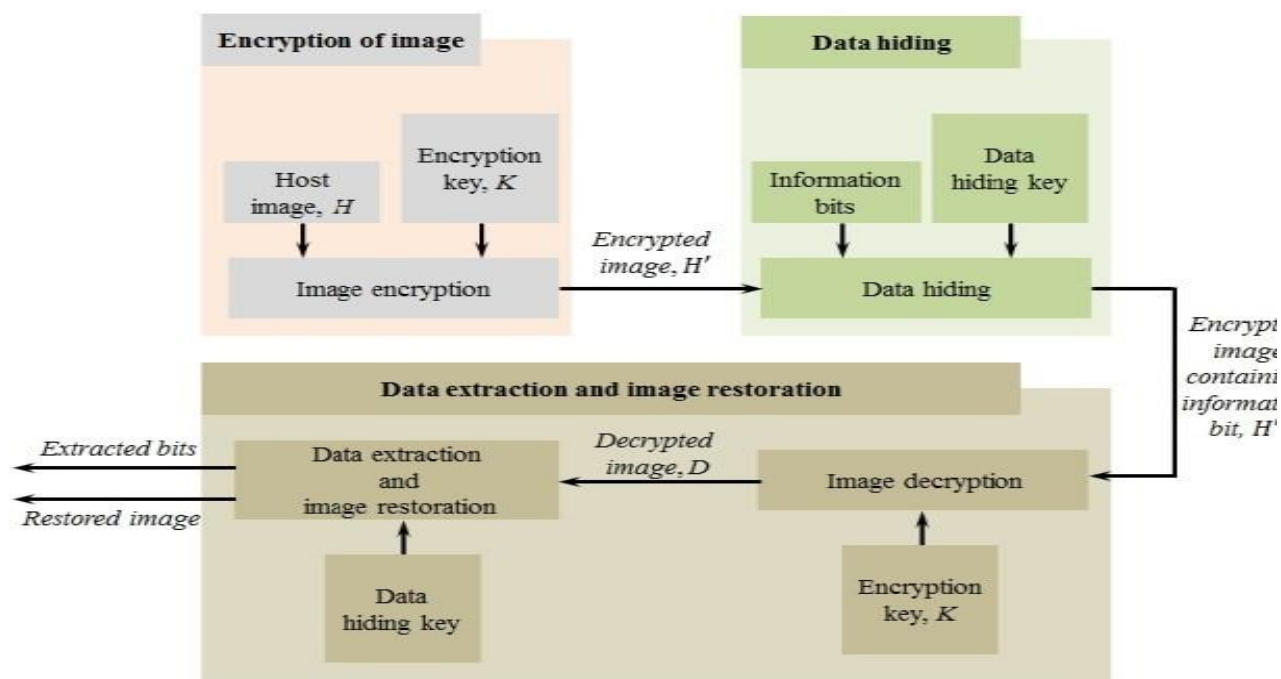 Encryption of image
Host
image, H
Encryption
key, K
Image encryption
Encrypted
image, H′
Data hiding
Information
bits
Data
hiding key
Data hiding
image
bit,
Data extraction and image restoration
Extracted bits
Restored image
Data extraction
and
image restoration
Decrypted
image, D
Image decryption
Data
hiding key
Encryption
key, K